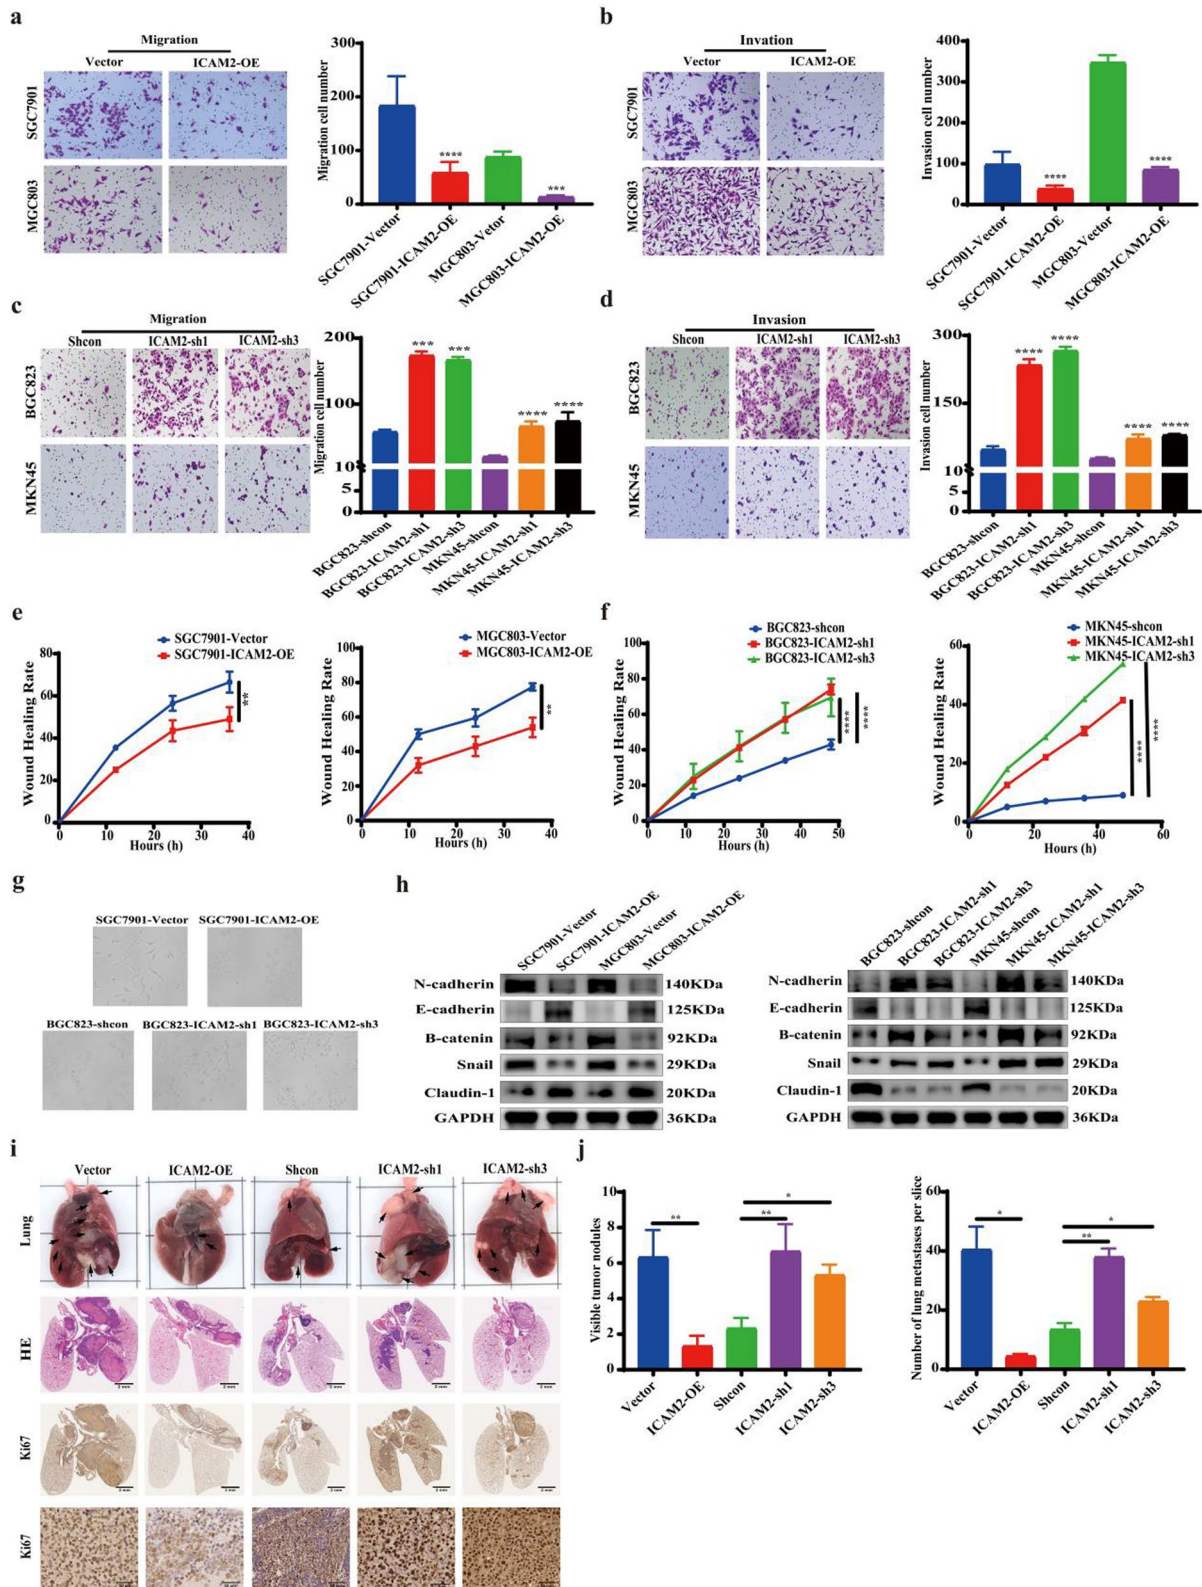 a
Migration
Vector ICAM2-OE
SGC7901
MGC803
Migration cell number
300
200
100
0
****
***
SGC7901-Vector
SGC7901-ICAM2-OE
MGC803-Vector
MGC803-ICAM2-OE
b
Invation
Vector ICAM2-OE
SGC7901
MGC803
Invasion cell number
400
300
200
100
0
****
****
SGC7901-Vector
SGC7901-ICAM2-OE
MGC803-Vector
MGC803-ICAM2-OE
c
Migration
Shcon ICAM2-sh1 ICAM2-sh3
BGC823
MKN45
Migration cell number
200
100
10
5
0
*** ***
**** ****
BGC823-shcon
BGC823-ICAM2-sh1
BGC823-ICAM2-sh3
MKN45-shcon
MKN45-ICAM2-sh1
MKN45-ICAM2-sh3
d
Invasion
Shcon ICAM2-sh1 ICAM2-sh3
BGC823
MKN45
Invasion cell number
300
150
10
5
0
**** ****
**** ****
BGC823-shcon
BGC823-ICAM2-sh1
BGC823-ICAM2-sh3
MKN45-shcon
MKN45-ICAM2-sh1
MKN45-ICAM2-sh3
e
SGC7901-Vector
SGC7901-ICAM2-OE
Wound Healing Rate
80
60
40
20
0
**
0 10 20 30 40
Hours (h)
MGC803-Vector
MGC803-ICAM2-OE
Wound Healing Rate
100
80
60
40
20
0
**
0 10 20 30 40
Hours (h)
f
BGC823-shcon
BGC823-ICAM2-sh1
BGC823-ICAM2-sh3
Wound Healing Rate
100
80
60
40
20
0
**** ****
0 10 20 30 40 50
Hours (h)
MKN45-shcon
MKN45-ICAM2-sh1
MKN45-ICAM2-sh3
Wound Healing Rate
60
40
20
0
**** ****
0 20 40 60
Hours (h)
g
SGC7901-Vector SGC7901-ICAM2-OE
BGC823-shcon BGC823-ICAM2-sh1 BGC823-ICAM2-sh3
h
SGC7901-Vector
SGC7901-ICAM2-OE
MGC803-Vector
MGC803-ICAM2-OE
N-cadherin 140KDa
E-cadherin 125KDa
B-catenin 92KDa
Snail 29KDa
Claudin-1 20KDa
GAPDH 36KDa
BGC823-shcon
BGC823-ICAM2-sh1
BGC823-ICAM2-sh3
MKN45-shcon
MKN45-ICAM2-sh1
MKN45-ICAM2-sh3
N-cadherin 140KDa
E-cadherin 125KDa
B-catenin 92KDa
Snail 29KDa
Claudin-1 20KDa
GAPDH 36KDa
i
Vector ICAM2-OE Shcon ICAM2-sh1 ICAM2-sh3
Lung
HE
2 mm 2 mm 2 mm 2 mm 2 mm
Ki67
Ki67
j
Visible tumor nodules
10
8
6
4
2
0
**
**
*
Vector
ICAM2-OE
Shcon
ICAM2-sh1
ICAM2-sh3
Number of lung metastases per slice
60
40
20
0
*
**
*
Vector
ICAM2-OE
Shcon
ICAM2-sh1
ICAM2-sh3